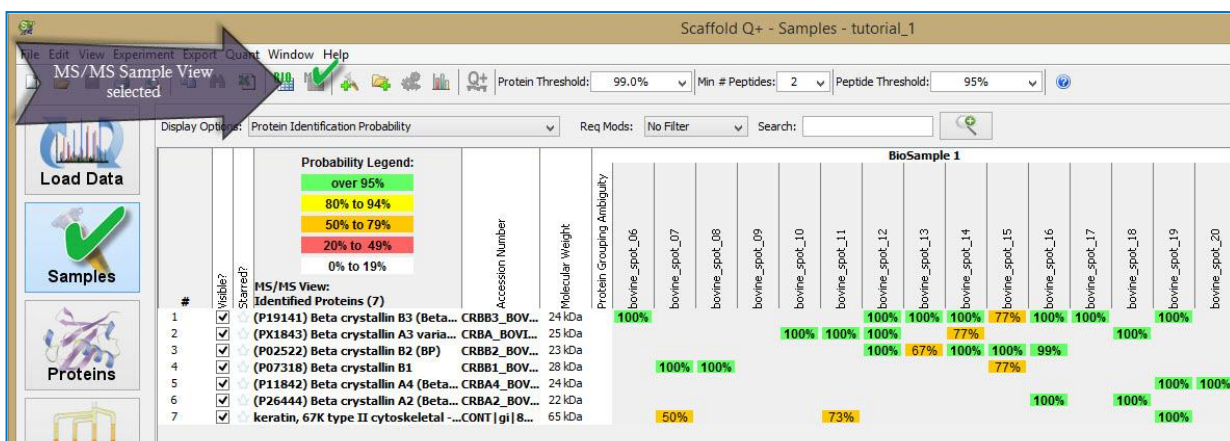 Scaffold Q+ - Samples - tutorial_1
File Edit View Experiment Export Quant Window Help
MS/MS Sample View
selected
BIO
Q+
Protein Threshold: 99.0% Min # Peptides: 2 Peptide Threshold: 95%
Load Data
Samples
Proteins
Display Options: Protein Identification Probability Req Mods: No Filter Search:
BioSample 1
Probability Legend:
over 95%
80% to 94%
50% to 79%
20% to 49%
0% to 19%
MS/MS View:
Identified Proteins (7)
#
Visible?
Starred?
Accession Number
Molecular Weight
Protein Grouping Ambiguity
bovine_spot_06
bovine_spot_07
bovine_spot_08
bovine_spot_09
bovine_spot_10
bovine_spot_11
bovine_spot_12
bovine_spot_13
bovine_spot_14
bovine_spot_15
bovine_spot_16
bovine_spot_17
bovine_spot_18
bovine_spot_19
bovine_spot_20
1 (P19141) Beta crystallin B3 (Beta... CRBB3_BOV... 24 kDa 100% 100% 100% 100% 77% 100% 100% 100%
2 (PX1843) Beta crystallin A3 varia... CRBA_BOVI... 25 kDa 100% 100% 100% 77% 100%
3 (P02522) Beta crystallin B2 (BP) CRBB2_BOV... 23 kDa 100% 67% 100% 100% 99%
4 (P07318) Beta crystallin B1 CRBB1_BOV... 28 kDa 100% 100% 77%
5 (P11842) Beta crystallin A4 (Beta... CRBA4_BOV... 24 kDa 100% 100%
6 (P26444) Beta crystallin A2 (Beta... CRBA2_BOV... 22 kDa 100% 100%
7 keratin, 67K type II cytoskeletal -... CONT|gi|8... 65 kDa 50% 73% 100%